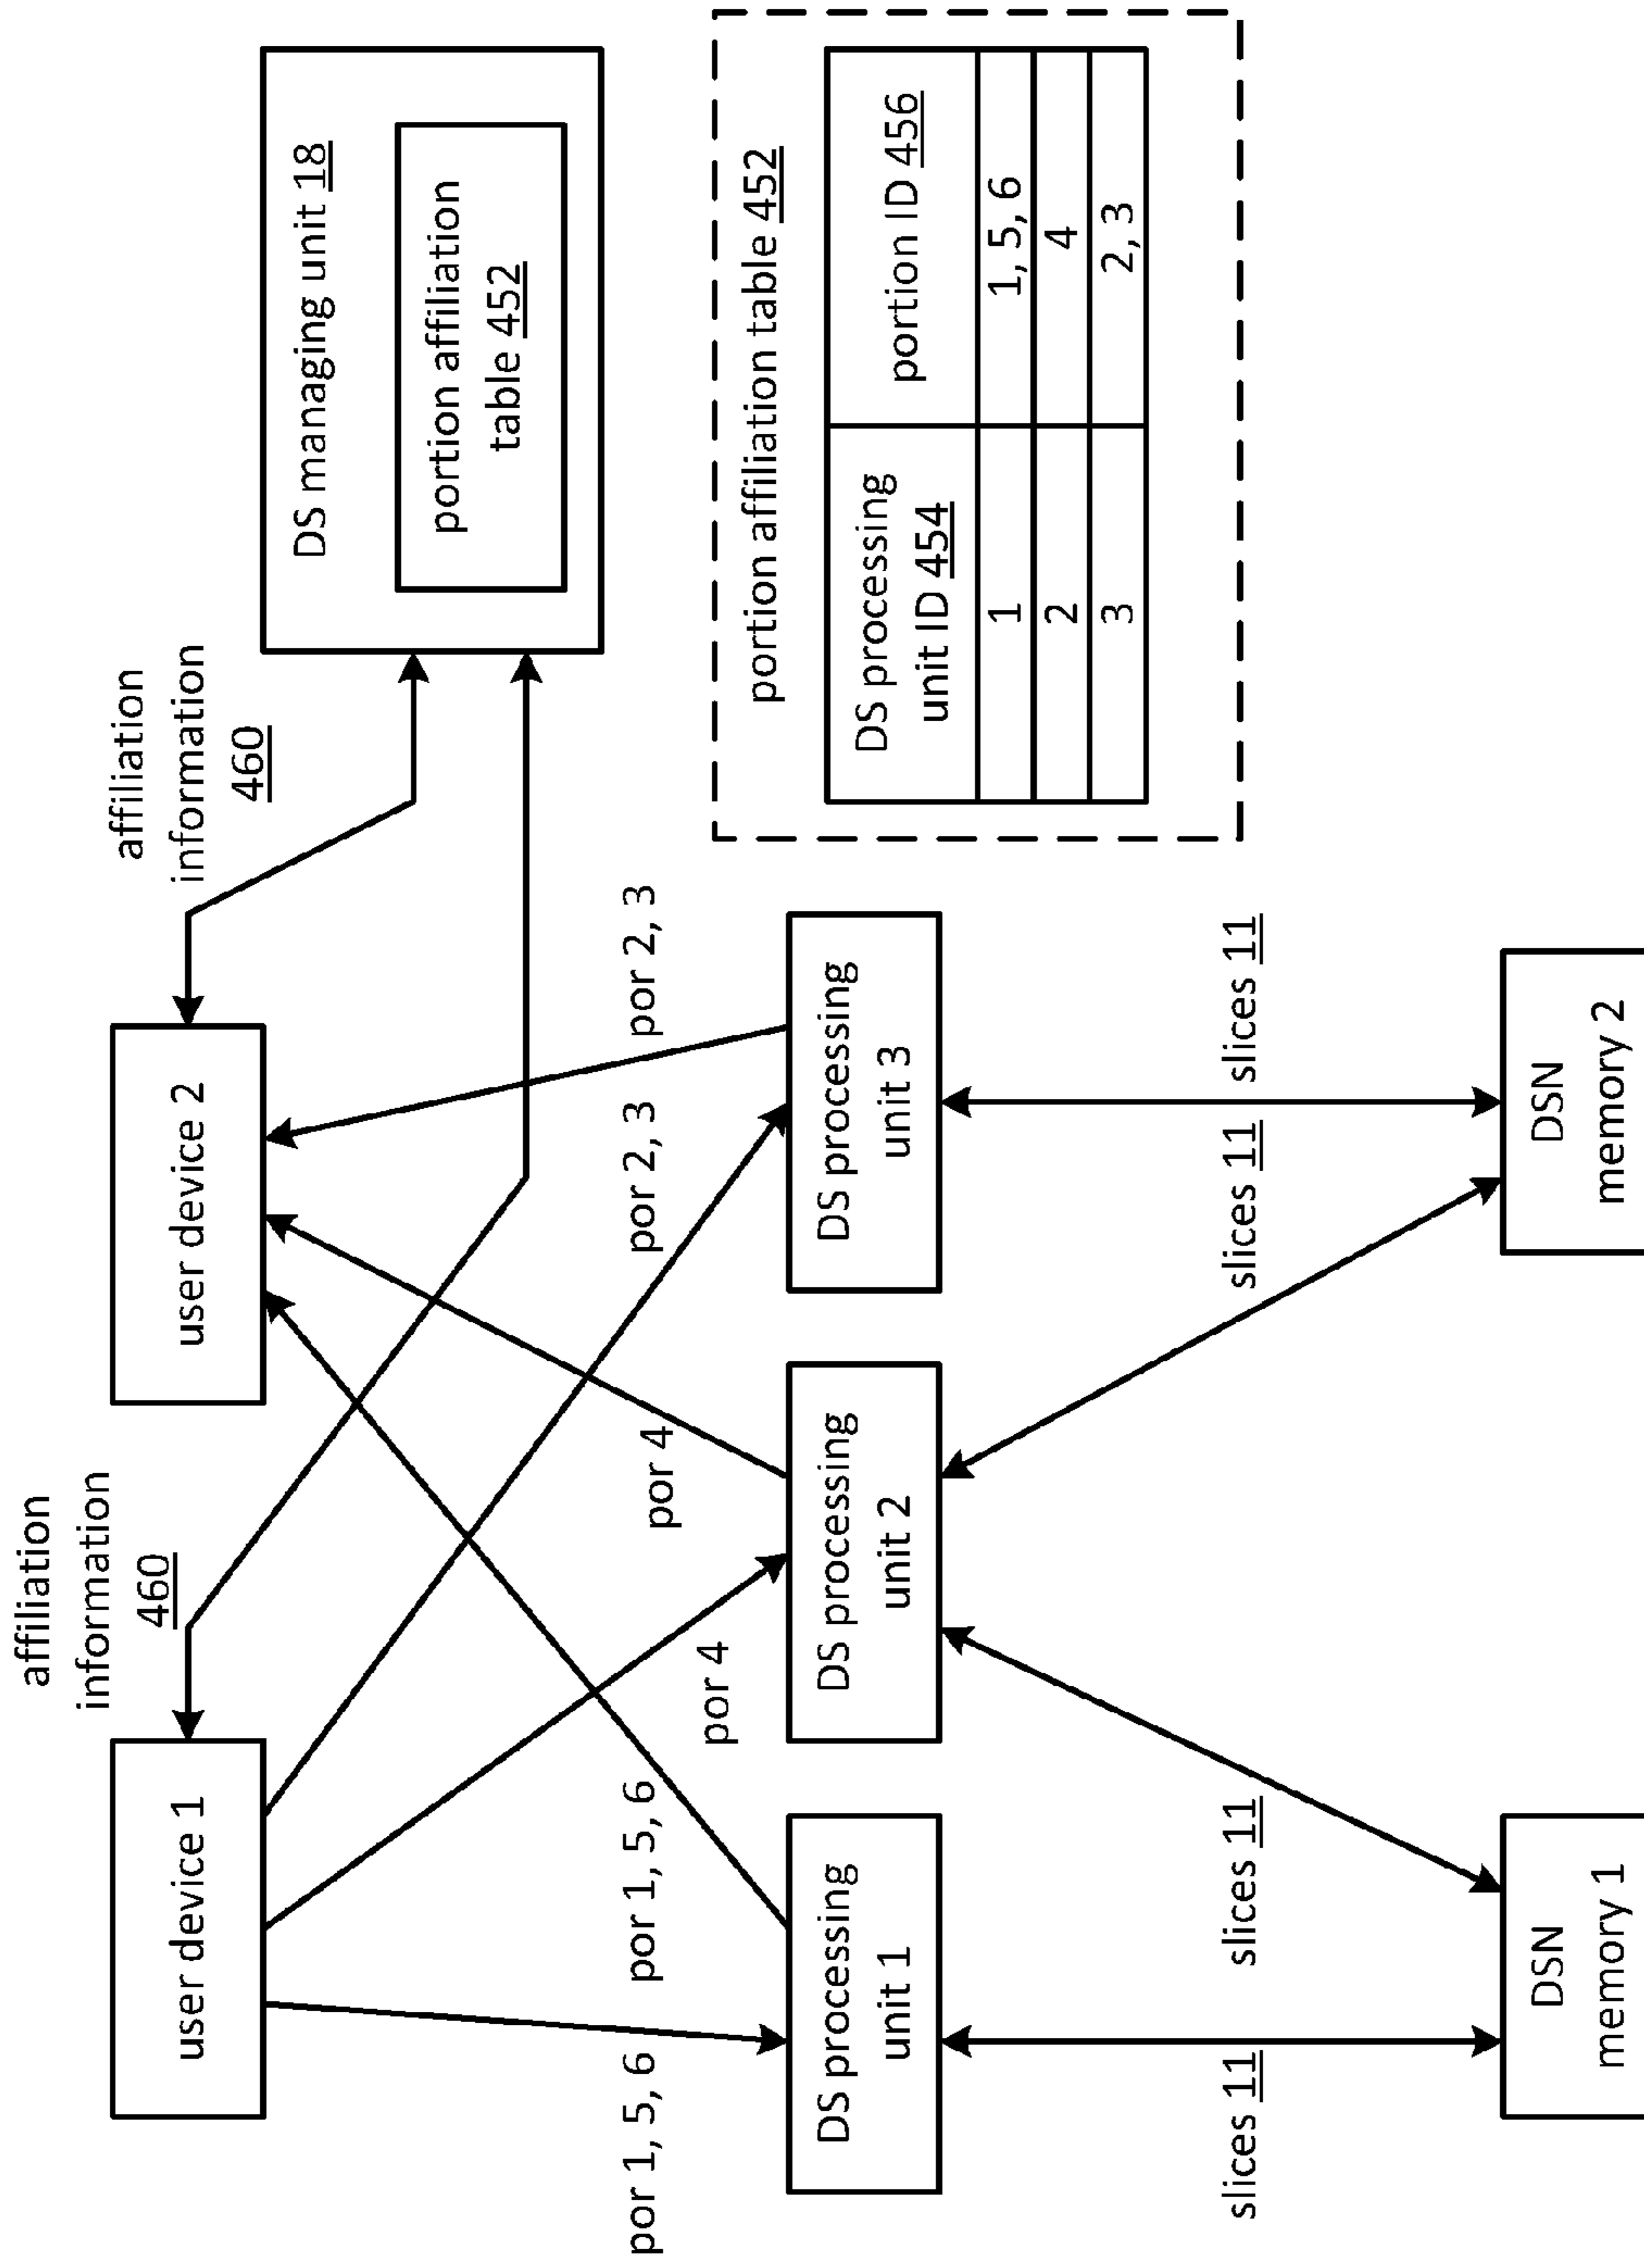 affiliation
information
460
affiliation
information
460
user device 1
user device 2
DS managing unit 18
portion affiliation
table 452
por 1, 5, 6
por 1, 5, 6
por 4
por 4
por 2, 3
por 2, 3
DS processing
unit 1
DS processing
unit 2
DS processing
unit 3
portion affiliation table 452
DS processing
unit ID 454
portion ID 456
1
1, 5, 6
2
4
3
2, 3
slices 11
slices 11
slices 11
slices 11
DSN
memory 1
DSN
memory 2